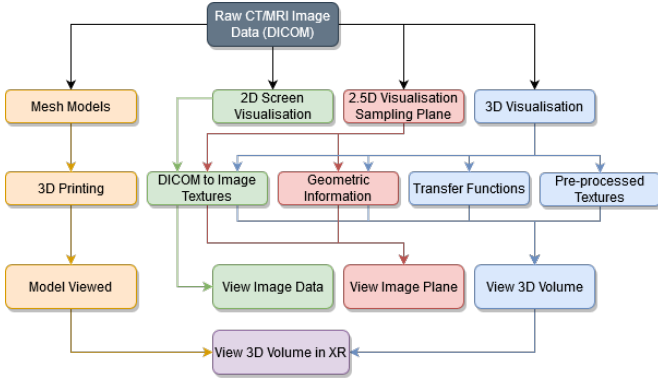 Raw CT/MRI Image
Data (DICOM)
Mesh Models
2D Screen
Visualisation
2.5D Visualisation
Sampling Plane
3D Visualisation
3D Printing
DICOM to Image
Textures
Geometric
Information
Transfer Functions
Pre-processed
Textures
Model Viewed
View Image Data
View Image Plane
View 3D Volume
View 3D Volume in XR